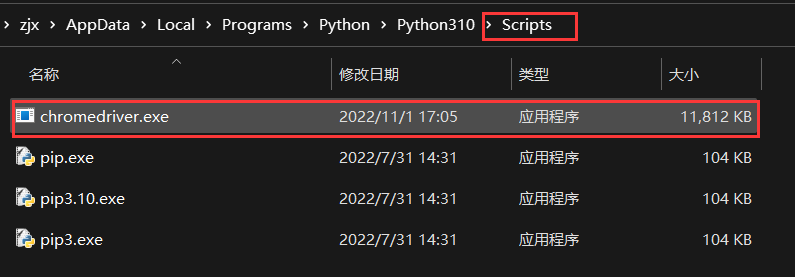 zjx > AppData > Local > Programs > Python > Python310 > Scripts
名称 修改日期 类型 大小
chromedriver.exe 2022/11/1 17:05 应用程序 11,812 KB
pip.exe 2022/7/31 14:31 应用程序 104 KB
pip3.10.exe 2022/7/31 14:31 应用程序 104 KB
pip3.exe 2022/7/31 14:31 应用程序 104 KB